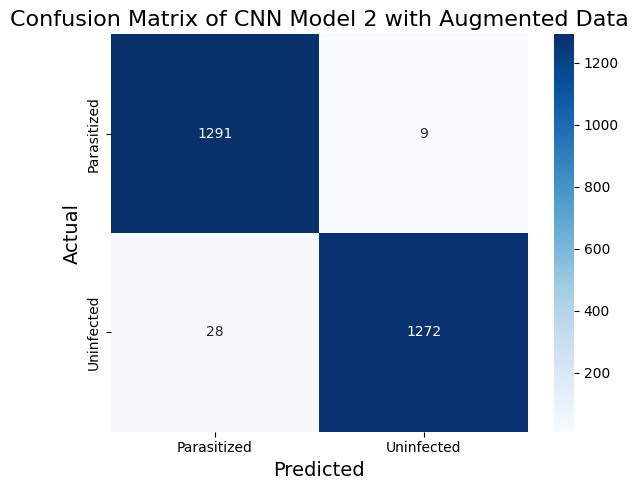 Confusion Matrix of CNN Model 2 with Augmented Data
Actual
Parasitized
1291
9
Uninfected
28
1272
Parasitized
Uninfected
Predicted
1200
1000
800
600
400
200